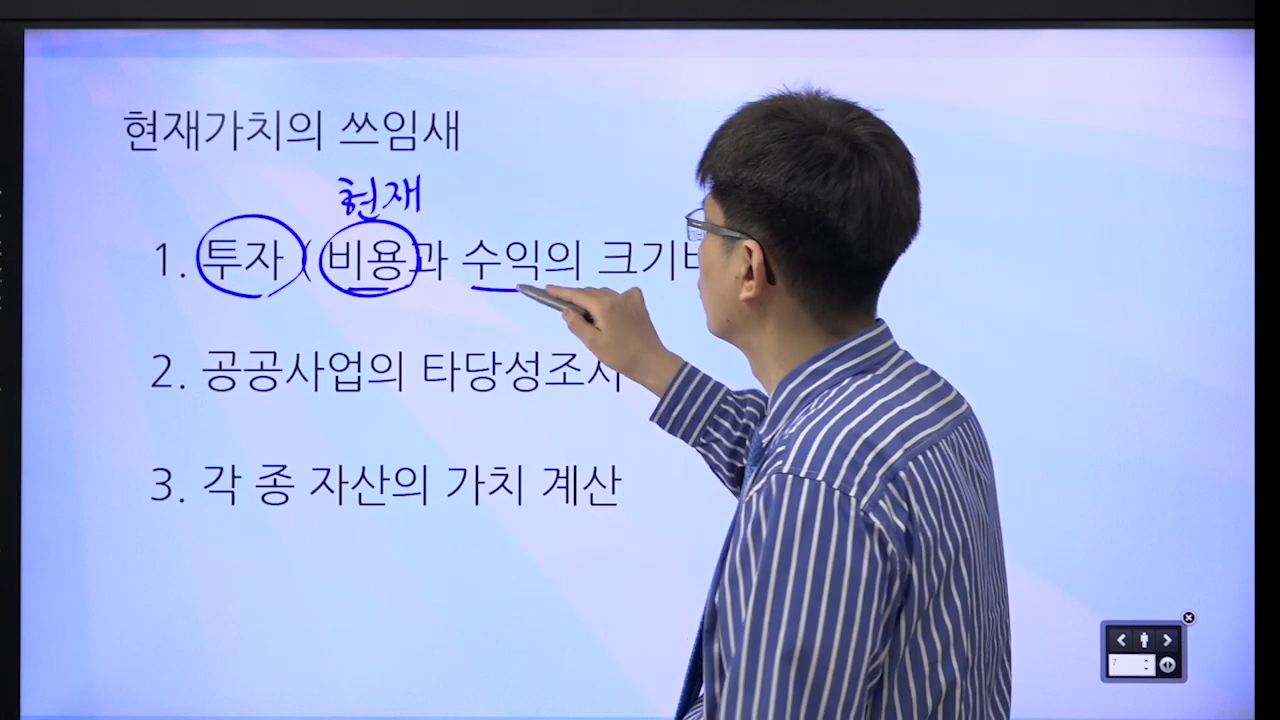 현재가치의 쓰임새
현재
1. 투자 ( 비용과 수익의 크기
2. 공공사업의 타당성조사
3. 각 종 자산의 가치 계산
7